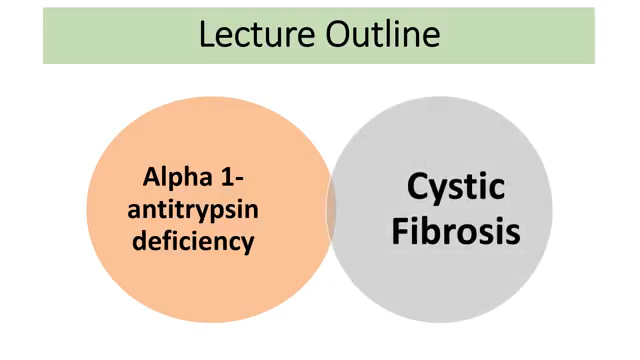 Lecture Outline
Alpha 1-
antitrypsin
deficiency
Cystic
Fibrosis